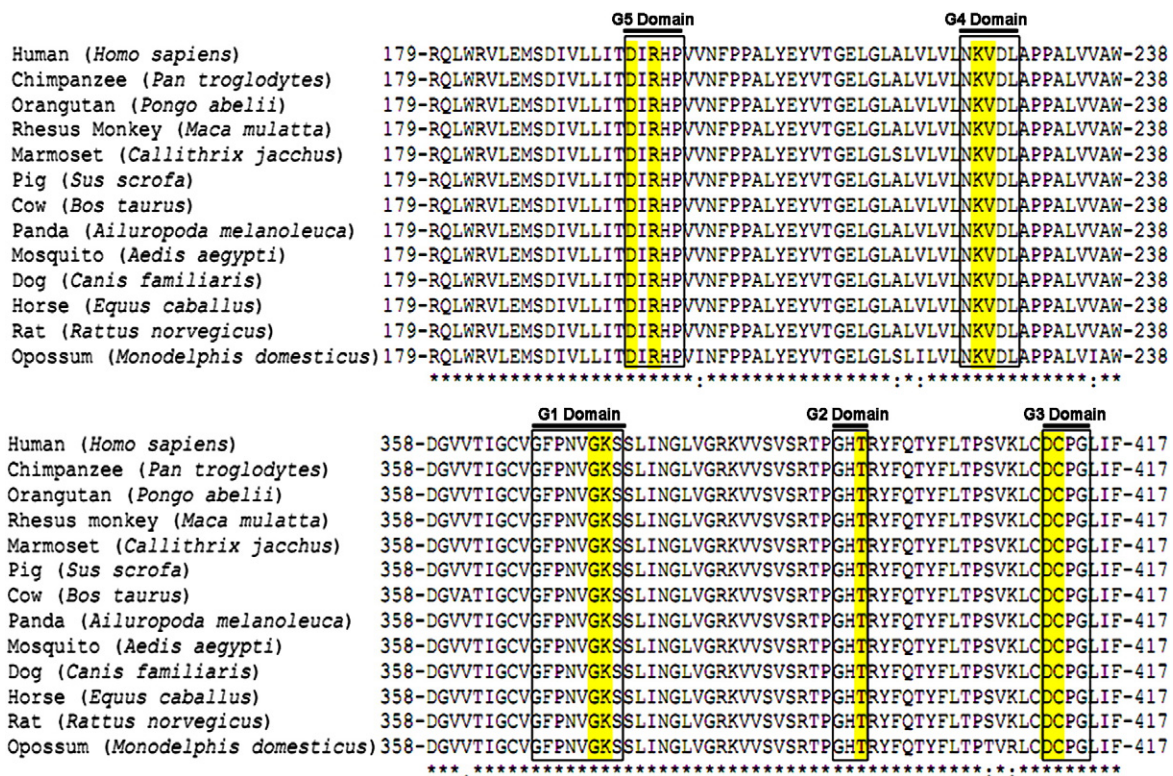 G5 Domain G4 Domain
Human (Homo sapiens) 179-RQLWRVLEMSDIVLLITDIRHPVVNFPPALYEYVTGELGLALVLVLNKVDLAPPALVVAW-238
Chimpanzee (Pan troglodytes) 179-RQLWRVLEMSDIVLLITDIRHPVVNFPPALYEYVTGELGLALVLVLNKVDLAPPALVVAW-238
Orangutan (Pongo abelii) 179-RQLWRVLEMSDIVLLITDIRHPVVNFPPALYEYVTGELGLALVLVLNKVDLAPPALVVAW-238
Rhesus Monkey (Maca mulatta) 179-RQLWRVLEMSDIVLLITDIRHPVVNFPPALYEYVTGELGLALVLVLNKVDLAPPALVVAW-238
Marmoset (Callithrix jacchus) 179-RQLWRVLEMSDIVLLITDIRHPVVNFPPALYEYVTGELGLSLVLVLNKVDLAPPALVVAW-238
Pig (Sus scrofa) 179-RQLWRVLEMSDIVLLITDIRHPVVNFPPALYEYVTGELGLALVLVLNKVDLAPPALVVAW-238
Cow (Bos taurus) 179-RQLWRVLEMSDIVLLITDIRHPVVNFPPALYEYVTGELGLALVLVLNKVDLAPPALVVAW-238
Panda (Ailuropoda melanoleuca) 179-RQLWRVLEMSDIVLLITDIRHPVVNFPPALYEYVTGELGLALVLVLNKVDLAPPALVVAW-238
Mosquito (Aedis aegypti) 179-RQLWRVLEMSDIVLLITDIRHPVVNFPPALYEYVTGELGLALVLVLNKVDLAPPALVVAW-238
Dog (Canis familiaris) 179-RQLWRVLEMSDIVLLITDIRHPVVNFPPALYEYVTGELGLALVLVLNKVDLAPPALVVAW-238
Horse (Equus caballus) 179-RQLWRVLEMSDIVLLITDIRHPVVNFPPALYEYVTGELGLALVLVLNKVDLAPPALVVAW-238
Rat (Rattus norvegicus) 179-RQLWRVLEMSDIVLLITDIRHPVVNFPPALYEYVTGELGLALVLVLNKVDLAPPALVVAW-238
Opossum (Monodelphis domesticus) 179-RQLWRVLEMSDIVLLITDIRHPVINFPPALYEYVTGELGLSLILVLNKVDLAPPALVIAW-238
***********************:****************:*:**************:**
G1 Domain G2 Domain G3 Domain
Human (Homo sapiens) 358-DGVVTIGCVGFPNVGKSSLINGLVGRKVVSVSRTPGHTRYFQTYFLTPSVKLCDCPGLIF-417
Chimpanzee (Pan troglodytes) 358-DGVVTIGCVGFPNVGKSSLINGLVGRKVVSVSRTPGHTRYFQTYFLTPSVKLCDCPGLIF-417
Orangutan (Pongo abelii) 358-DGVVTIGCVGFPNVGKSSLINGLVGRKVVSVSRTPGHTRYFQTYFLTPSVKLCDCPGLIF-417
Rhesus monkey (Maca mulatta) 358-DGVVTIGCVGFPNVGKSSLINGLVGRKVVSVSRTPGHTRYFQTYFLTPSVKLCDCPGLIF-417
Marmoset (Callithrix jacchus) 358-DGVVTIGCVGFPNVGKSSLINGLVGRKVVSVSRTPGHTRYFQTYFLTPSVKLCDCPGLIF-417
Pig (Sus scrofa) 358-DGVVTIGCVGFPNVGKSSLINGLVGRKVVSVSRTPGHTRYFQTYFLTPSVKLCDCPGLIF-417
Cow (Bos taurus) 358-DGVATIGCVGFPNVGKSSLINGLVGRKVVSVSRTPGHTRYFQTYFLTPSVKLCDCPGLIF-417
Panda (Ailuropoda melanoleuca) 358-DGVVTIGCVGFPNVGKSSLINGLVGRKVVSVSRTPGHTRYFQTYFLTPSVKLCDCPGLIF-417
Mosquito (Aedis aegypti) 358-DGVVTIGCVGFPNVGKSSLINGLVGRKVVSVSRTPGHTRYFQTYFLTPSVKLCDCPGLIF-417
Dog (Canis familiaris) 358-DGVVTIGCVGFPNVGKSSLINGLVGRKVVSVSRTPGHTRYFQTYFLTPSVKLCDCPGLIF-417
Horse (Equus caballus) 358-DGVVTIGCVGFPNVGKSSLINGLVGRKVVSVSRTPGHTRYFQTYFLTPSVKLCDCPGLIF-417
Rat (Rattus norvegicus) 358-DGVVTIGCVGFPNVGKSSLINGLVGRKVVSVSRTPGHTRYFQTYFLTPSVKLCDCPGLIF-417
Opossum (Monodelphis domesticus) 358-DGVVTIGCVGFPNVGKSSLINGLVGRKVVSVSRTPGHTRYFQTYFLTPTVRLCDCPGLIF-417
***.********************************************:*:*********